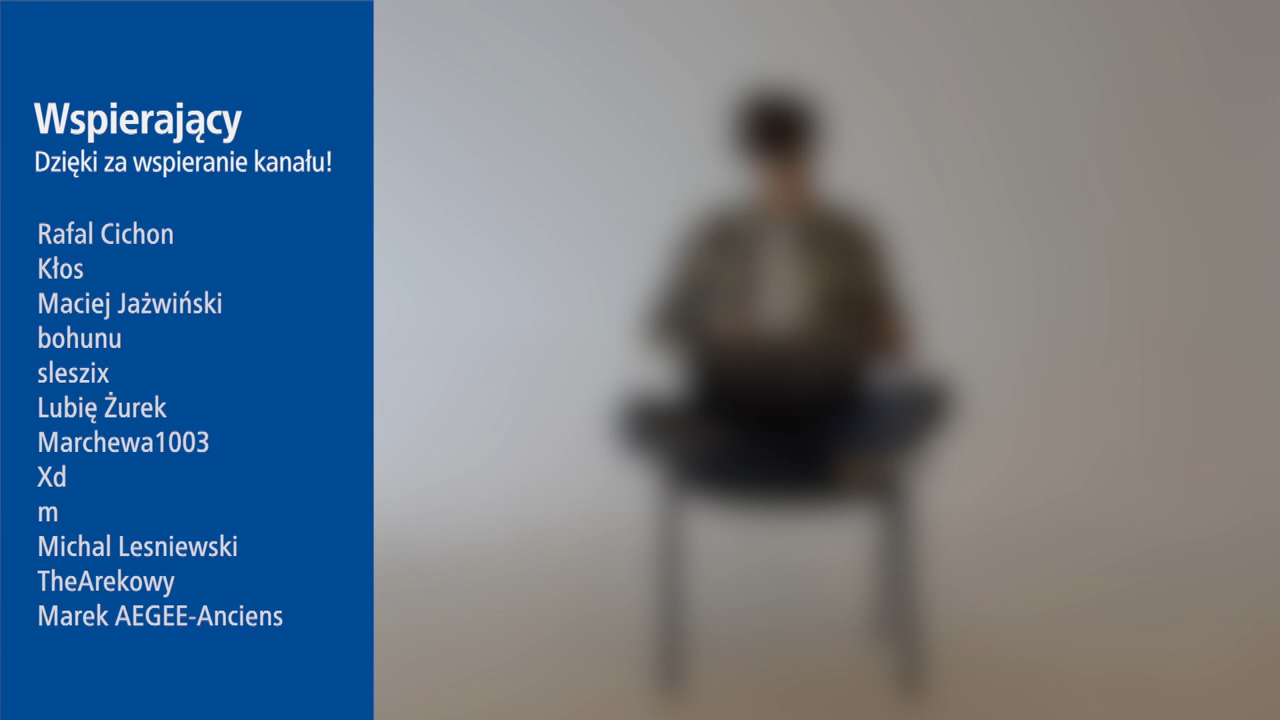 Wspierający
Dzięki za wspieranie kanału!
Rafal Cichon
Kłos
Maciej Jażwiński
bohunu
sleszix
Lubię Żurek
Marchewa1003
Xd
m
Michal Lesniewski
TheArekowy
Marek AEGEE-Anciens